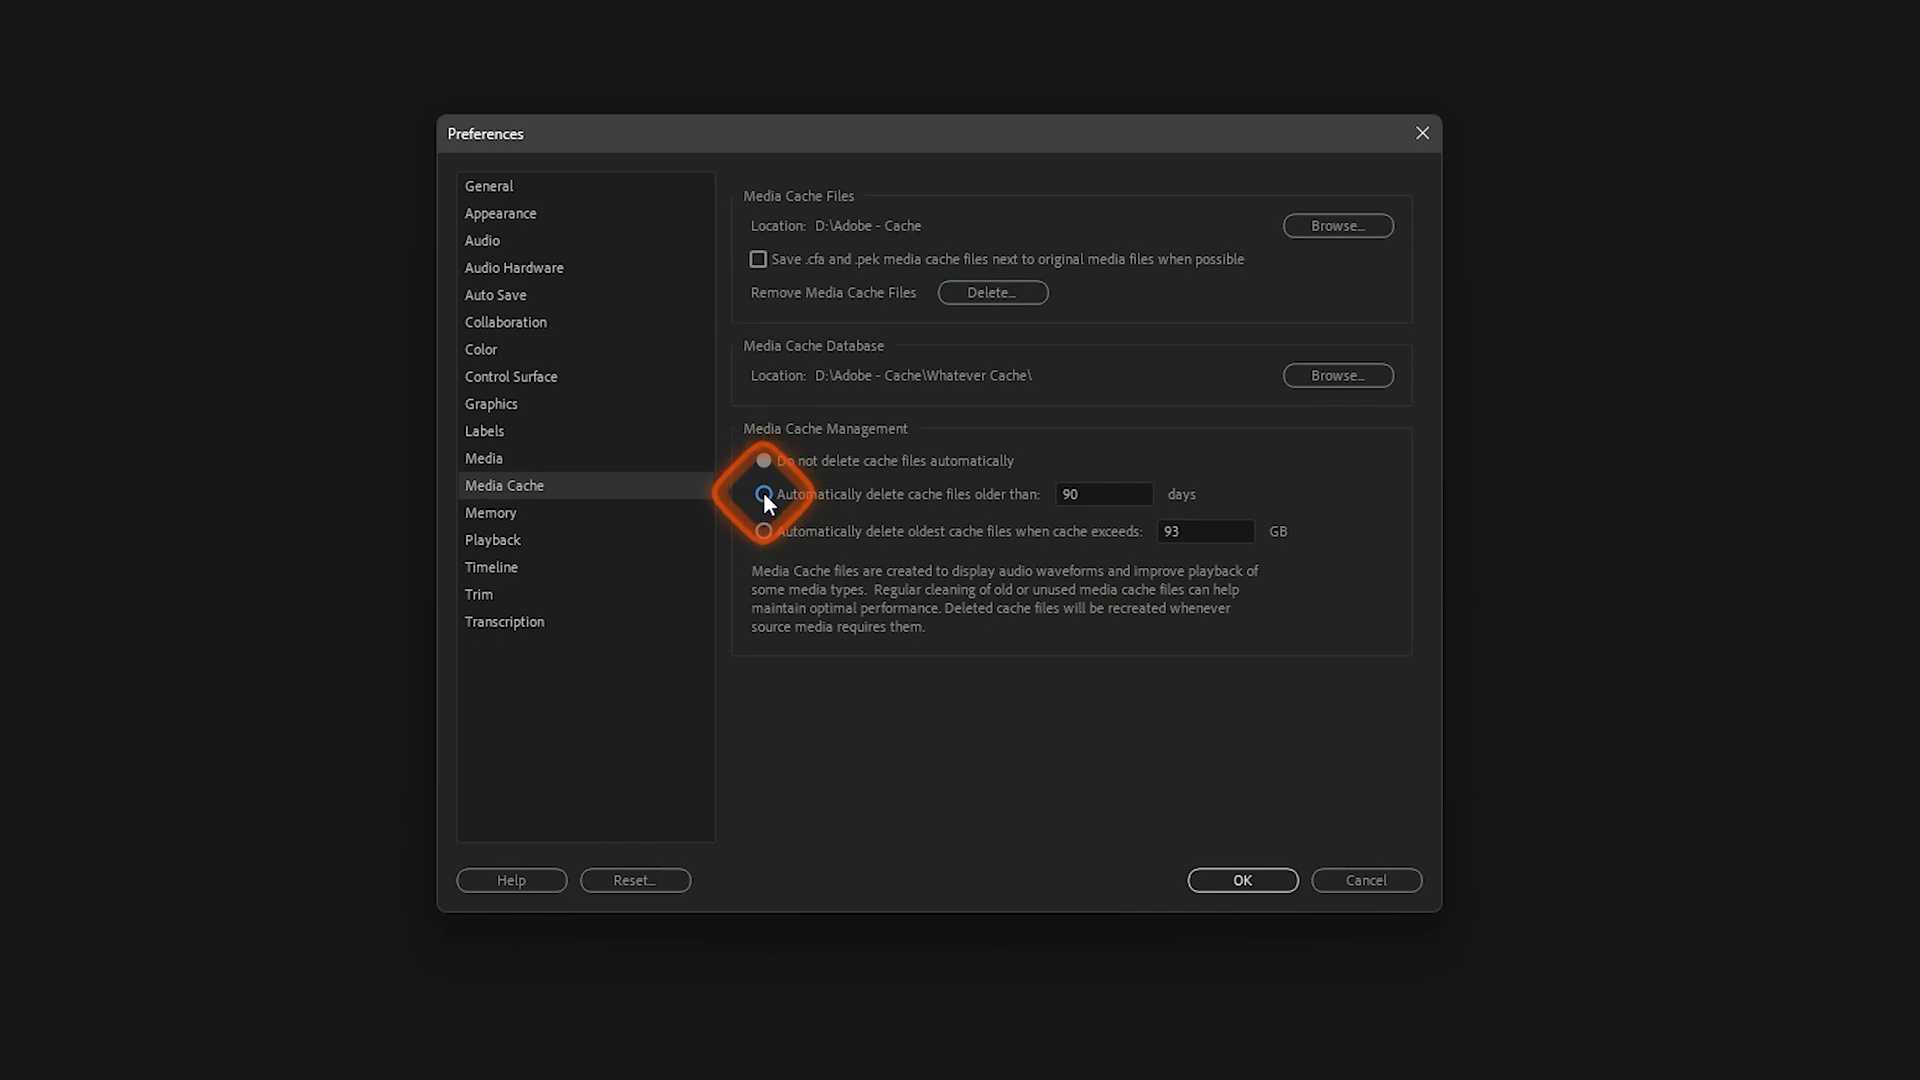 Preferences
General
Appearance
Audio
Audio Hardware
Auto Save
Collaboration
Color
Control Surface
Graphics
Labels
Media
Media Cache
Memory
Playback
Timeline
Trim
Transcription
Media Cache Files
Location: D:\Adobe - Cache
Browse...
Save .cfa and .pek media cache files next to original media files when possible
Remove Media Cache Files Delete...
Media Cache Database
Location: D:\Adobe - Cache\Whatever Cache\
Browse...
Media Cache Management
Do not delete cache files automatically
Automatically delete cache files older than: 90 days
Automatically delete oldest cache files when cache exceeds: 93 GB
Media Cache files are created to display audio waveforms and improve playback of
some media types. Regular cleaning of old or unused media cache files can help
maintain optimal performance. Deleted cache files will be recreated whenever
source media requires them.
Help Reset... OK Cancel